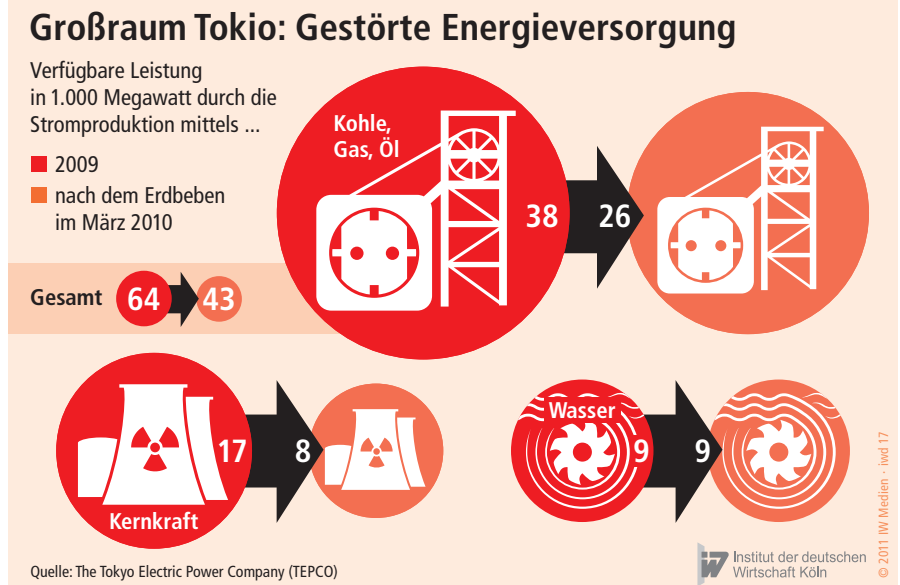 Großraum Tokio: Gestörte Energieversorgung
Verfügbare Leistung
in 1.000 Megawatt durch die
Stromproduktion mittels ...
2009
nach dem Erdbeben
im März 2010
Kohle,
Gas, Öl
38
26
Gesamt
64
43
17
8
Kernkraft
Wasser
9
9
Quelle: The Tokyo Electric Power Company (TEPCO)
iw
Institut der deutschen
Wirtschaft Köln
© 2011 IW Medien · iwd 17